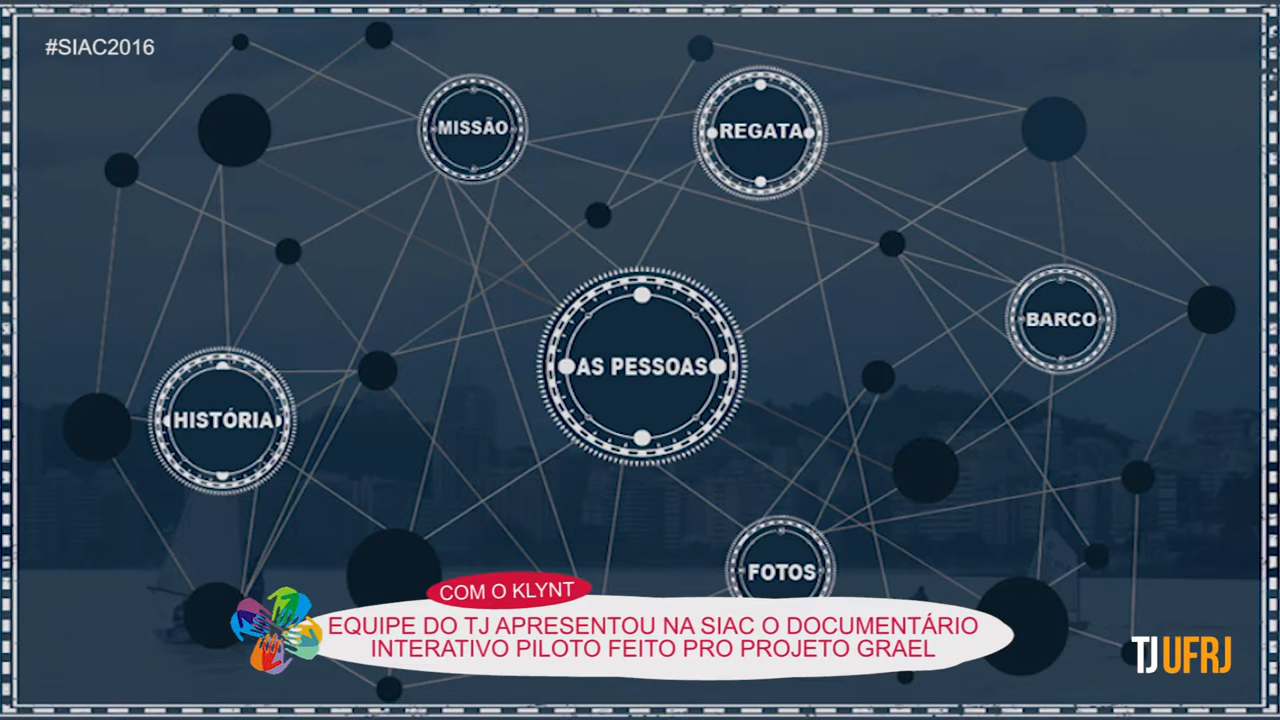 #SIAC2016
MISSÃO
REGATA
BARCO
AS PESSOAS
HISTÓRIA
FOTOS
COM O KLYNT
EQUIPE DO TJ APRESENTOU NA SIAC O DOCUMENTÁRIO
INTERATIVO PILOTO FEITO PRO PROJETO GRAEL
TJ UFRJ